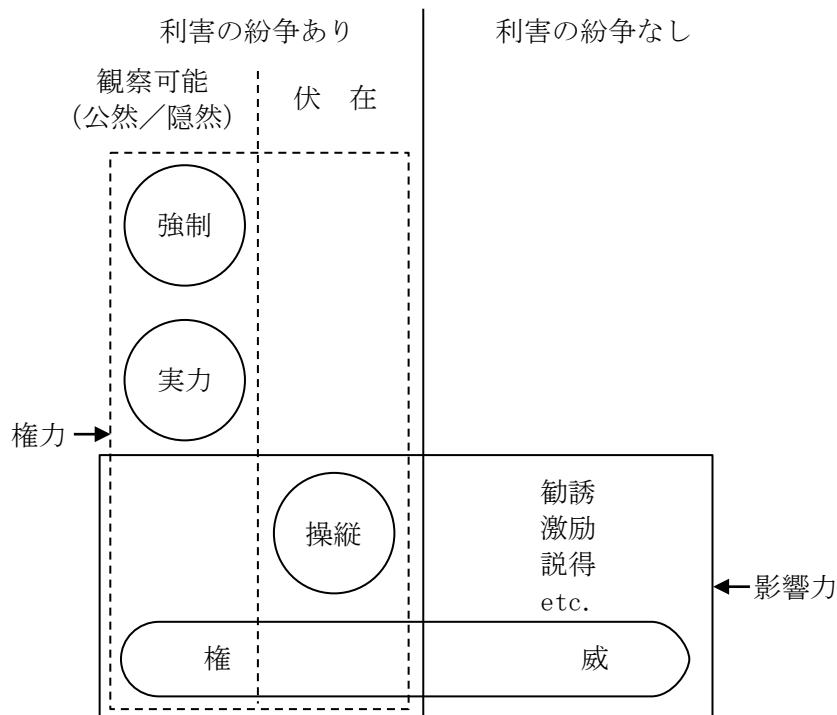 利害の紛争あり
利害の紛争なし
観察可能
(公然／隠然)
伏 在
強制
実力
権力
操縦
勧誘
激励
説得
etc.
影響力
権 威